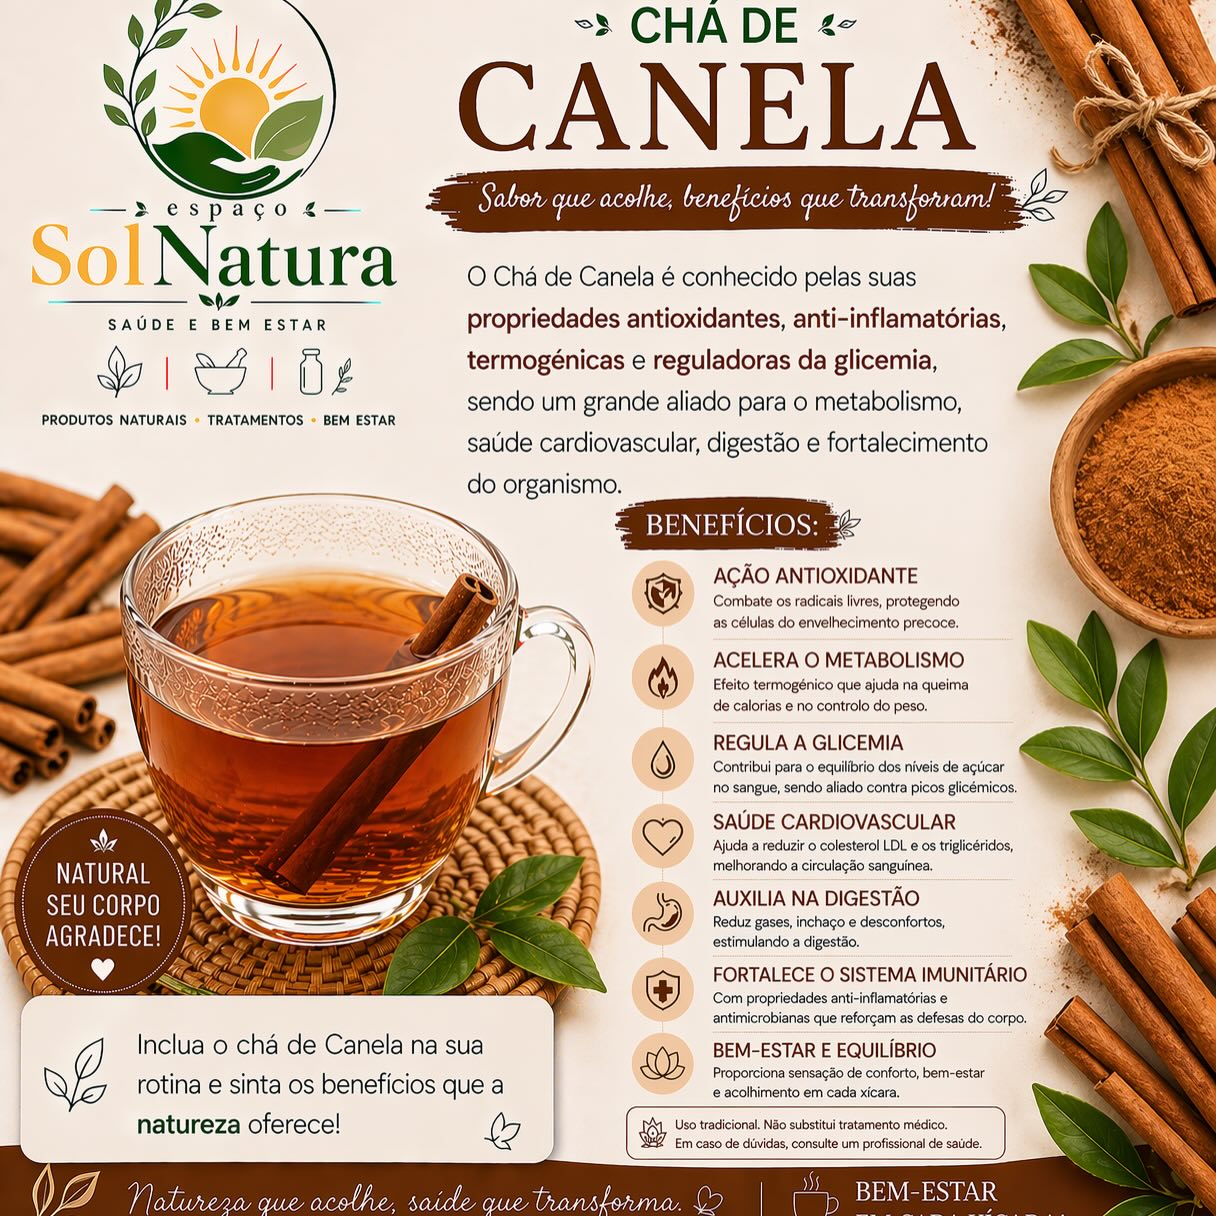 CHÁ DE
CANELA
Sabor que acolhe, benefícios que transforram!
espaço
SolNatura
SAÚDE E BEM ESTAR
PRODUTOS NATURAIS • TRATAMENTOS • BEM ESTAR
O Chá de Canela é conhecido pelas suas
propriedades antioxidantes, anti-inflamatórias,
termogénicas e reguladoras da glicemia,
sendo um grande aliado para o metabolismo,
saúde cardiovascular, digestão e fortalecimento
do organismo.
BENEFÍCIOS:
AÇÃO ANTIOXIDANTE
Combate os radicais livres, protegendo
as células do envelhecimento precoce.
ACELERA O METABOLISMO
Efeito termogénico que ajuda na queima
de calorias e no controlo do peso.
REGULA A GLICEMIA
Contribui para o equilíbrio dos níveis de açúcar
no sangue, sendo aliado contra picos glicémicos.
SAÚDE CARDIOVASCULAR
Ajuda a reduzir o colesterol LDL e os triglicéridos,
melhorando a circulação sanguínea.
AUXILIA NA DIGESTÃO
Reduz gases, inchaço e desconfortos,
estimulando a digestão.
FORTALECE O SISTEMA IMUNITÁRIO
Com propriedades anti-inflamatórias e
antimicrobianas que reforçam as defesas do corpo.
BEM-ESTAR E EQUILÍBRIO
Proporciona sensação de conforto, bem-estar
e acolhimento em cada xícara.
Uso tradicional. Não substitui tratamento médico.
Em caso de dúvidas, consulte um profissional de saúde.
NATURAL
SEU CORPO
AGRADECE!
Inclua o chá de Canela na sua
rotina e sinta os benefícios que a
natureza oferece!
Natureza que acolhe, saíde que transforma.
BEM-ESTAR